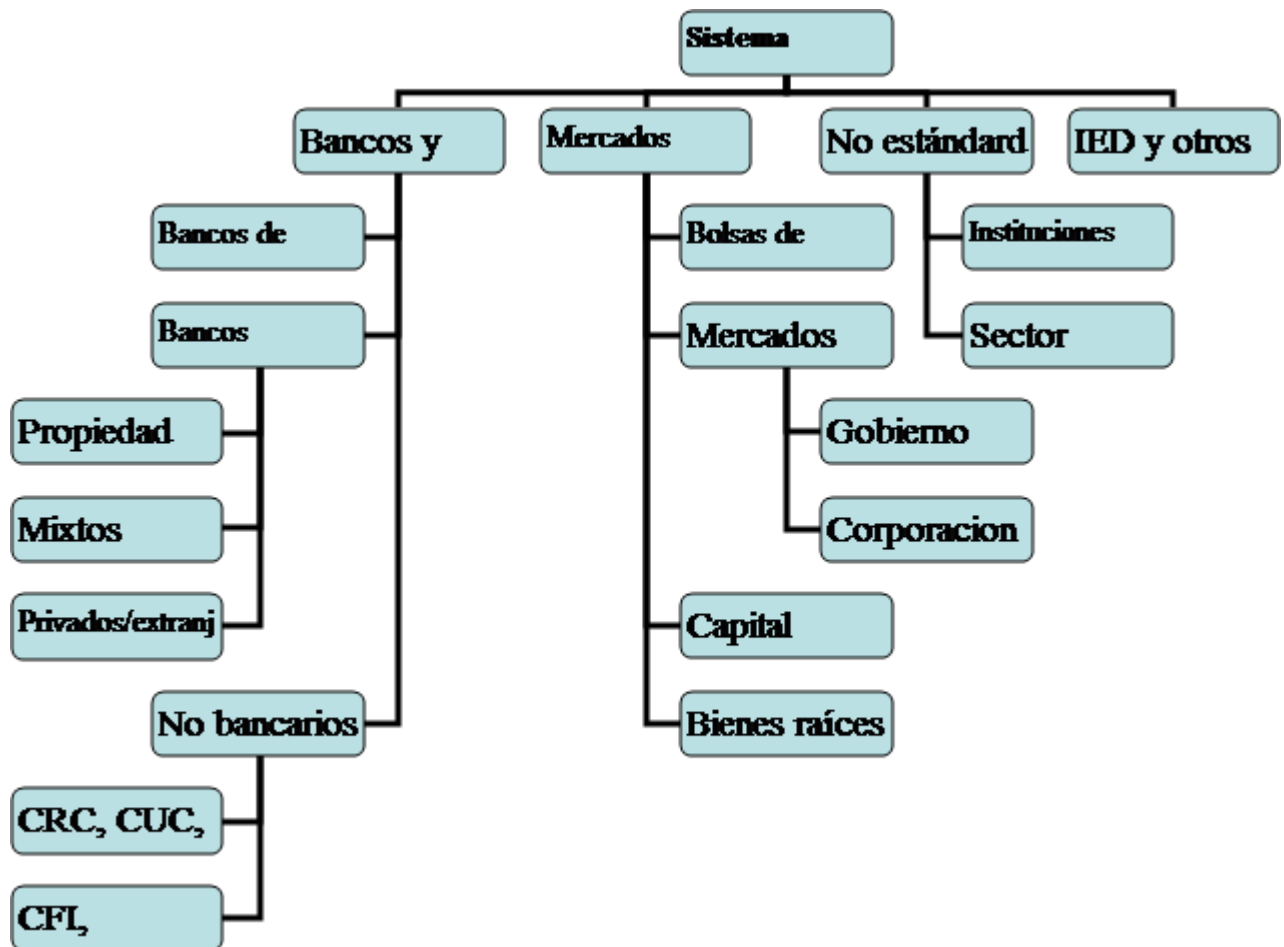 Sistema
Bancos y
Mercados
No estándard
IED y otros
Bancos de
Bolsas de
Instituciones
Bancos
Mercados
Sector
Propiedad
Gobierno
Mixtos
Corporacion
Privados/extranj
Capital
No bancarios
Bienes raíces
CRC, CUC,
CFI,